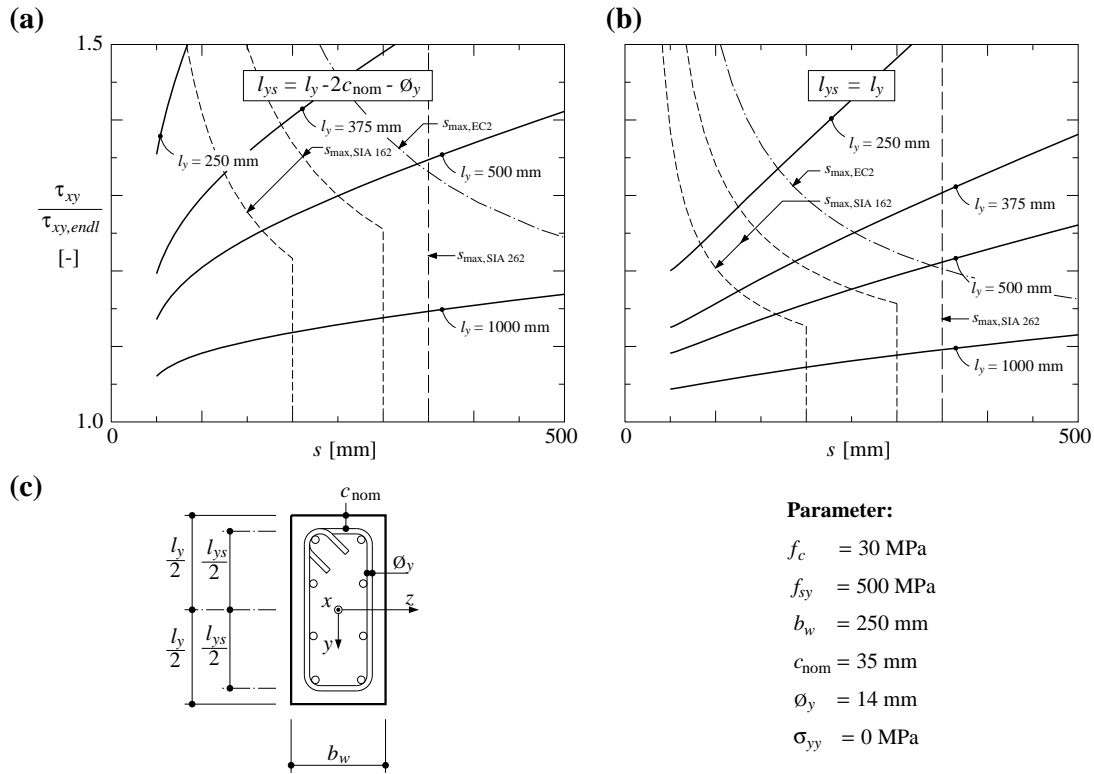 (a)
1.5
l_ys = l_y - 2c_nom - Ø_y
l_y = 250 mm
l_y = 375 mm
s_max,SIA 162
s_max,EC2
l_y = 500 mm
s_max,SIA 262
l_y = 1000 mm
τ_xy
τ_xy,endl
[-]
1.0
0
s [mm]
500
(b)
l_ys = l_y
l_y = 250 mm
s_max,EC2
s_max,SIA 162
l_y = 375 mm
l_y = 500 mm
s_max,SIA 262
l_y = 1000 mm
0
s [mm]
500
(c)
c_nom
l_y
2
l_ys
2
Ø_y
x
z
y
l_y
2
l_ys
2
b_w
Parameter:
f_c = 30 MPa
f_sy = 500 MPa
b_w = 250 mm
c_nom = 35 mm
Ø_y = 14 mm
σ_yy = 0 MPa